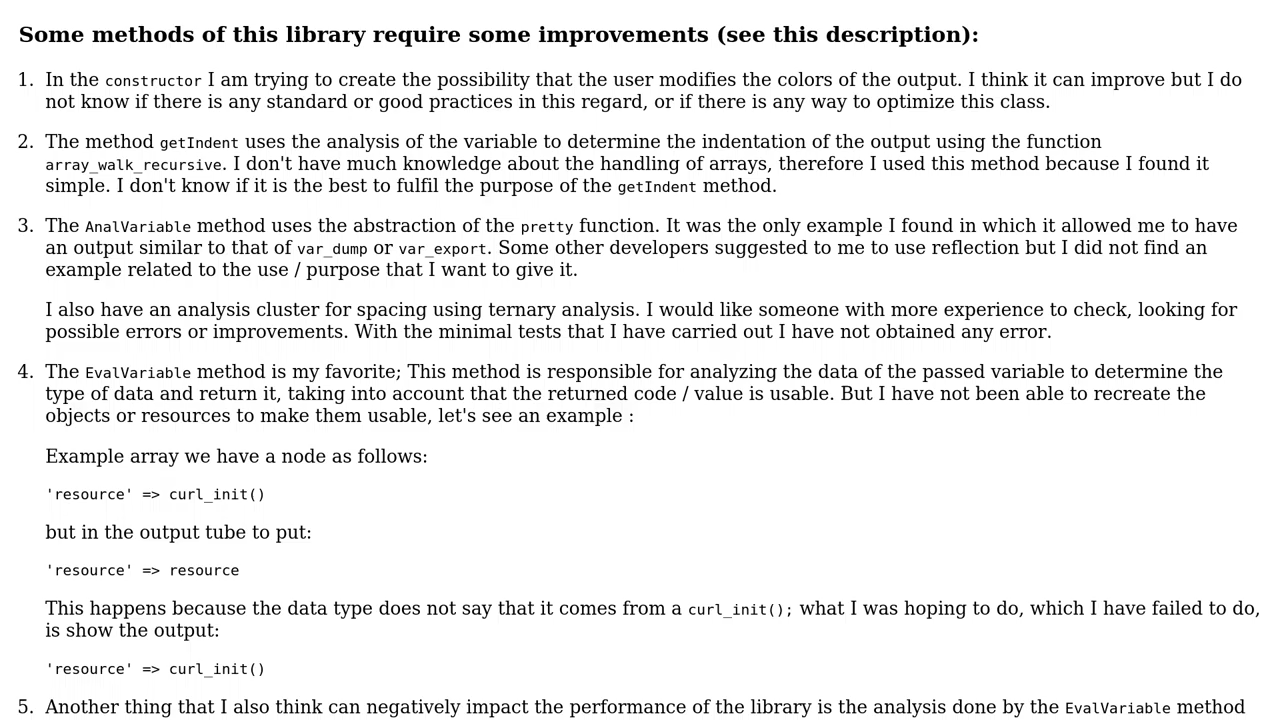 Some methods of this library require some improvements (see this description):
1. In the constructor I am trying to create the possibility that the user modifies the colors of the output. I think it can improve but I do
not know if there is any standard or good practices in this regard, or if there is any way to optimize this class.
2. The method getIndent uses the analysis of the variable to determine the indentation of the output using the function
array_walk_recursive. I don't have much knowledge about the handling of arrays, therefore I used this method because I found it
simple. I don't know if it is the best to fulfil the purpose of the getIndent method.
3. The AnalVariable method uses the abstraction of the pretty function. It was the only example I found in which it allowed me to have
an output similar to that of var_dump or var_export. Some other developers suggested to me to use reflection but I did not find an
example related to the use / purpose that I want to give it.
I also have an analysis cluster for spacing using ternary analysis. I would like someone with more experience to check, looking for
possible errors or improvements. With the minimal tests that I have carried out I have not obtained any error.
4. The EvalVariable method is my favorite; This method is responsible for analyzing the data of the passed variable to determine the
type of data and return it, taking into account that the returned code / value is usable. But I have not been able to recreate the
objects or resources to make them usable, let's see an example :
Example array we have a node as follows:
'resource' => curl_init()
but in the output tube to put:
'resource' => resource
This happens because the data type does not say that it comes from a curl_init(); what I was hoping to do, which I have failed to do,
is show the output:
'resource' => curl_init()
5. Another thing that I also think can negatively impact the performance of the library is the analysis done by the EvalVariable method